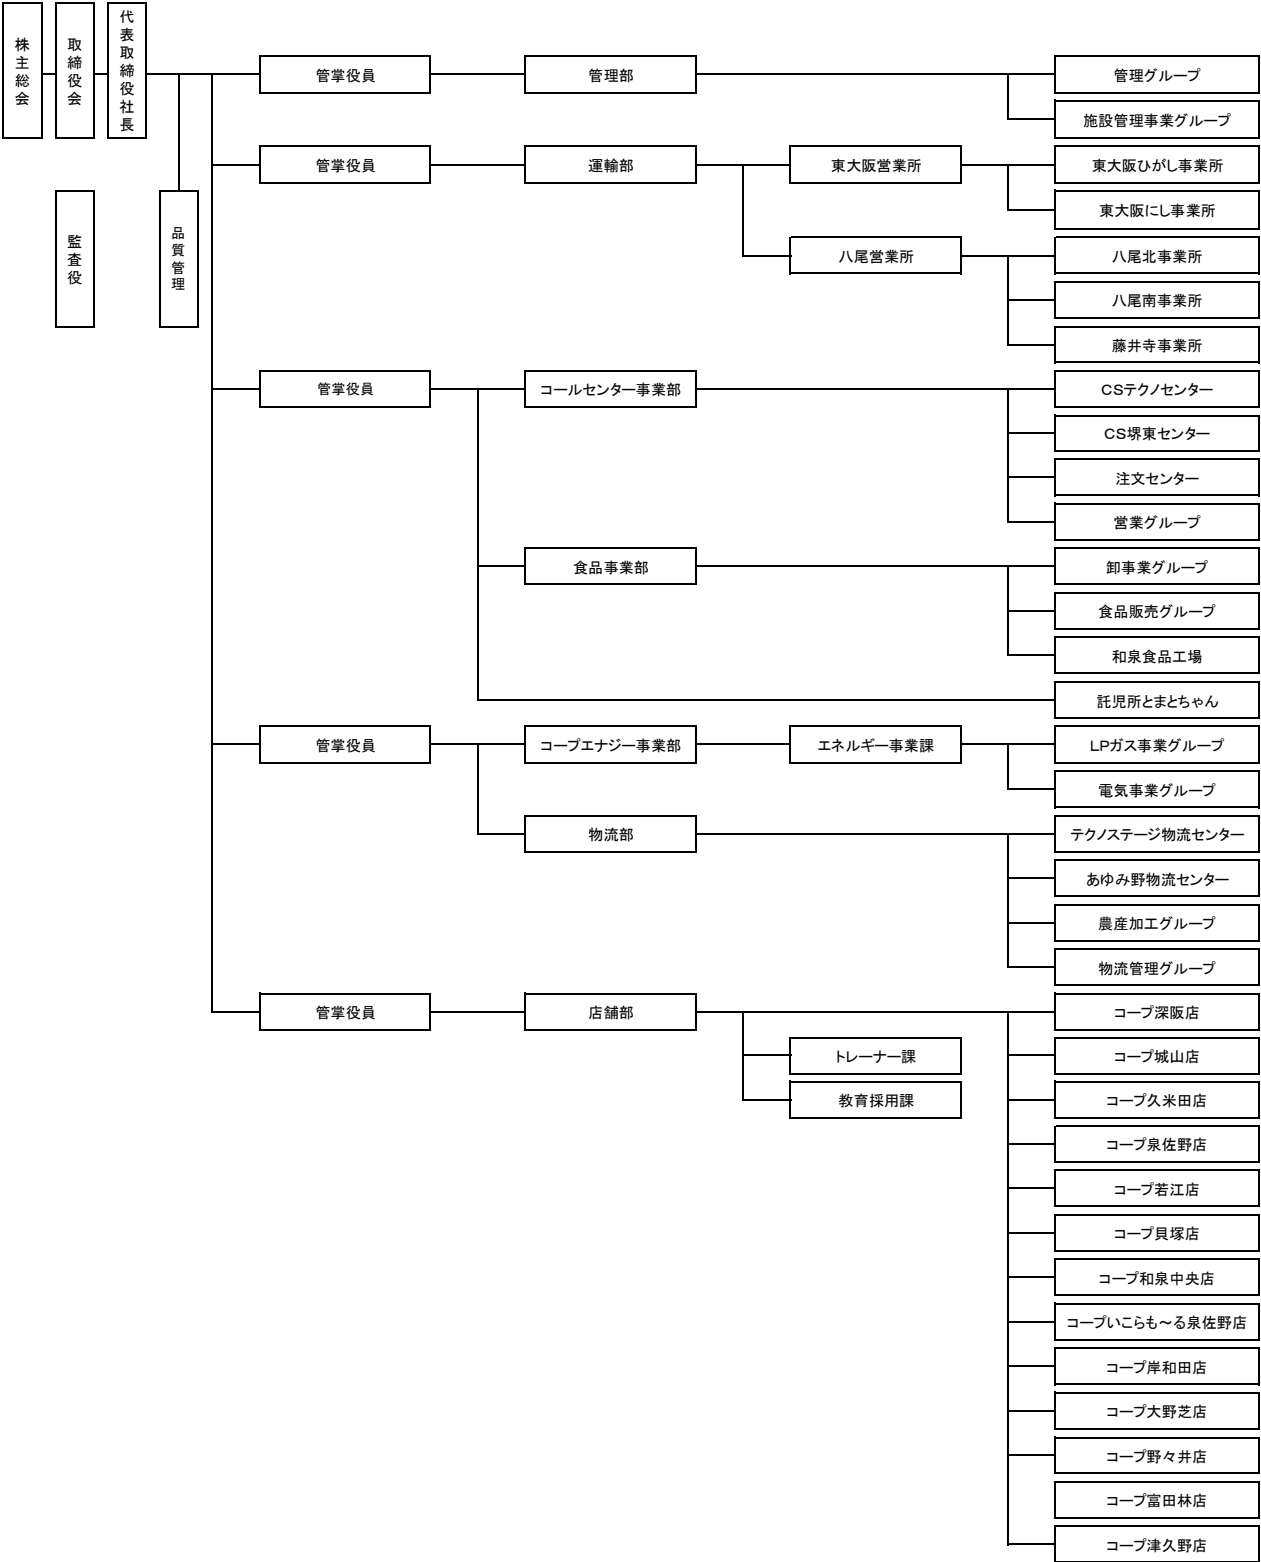 株主総会
取締役会
代表取締役社長
監査役
品質管理
管掌役員
管理部
管理グループ
施設管理事業グループ
管掌役員
運輸部
東大阪営業所
東大阪ひがし事業所
東大阪にし事業所
八尾営業所
八尾北事業所
八尾南事業所
藤井寺事業所
管掌役員
コールセンター事業部
CSテクノセンター
CS堺東センター
注文センター
営業グループ
食品事業部
卸事業グループ
食品販売グループ
和泉食品工場
託児所とまとちゃん
管掌役員
コープエナジー事業部
エネルギー事業課
LPガス事業グループ
電気事業グループ
物流部
テクノステージ物流センター
あゆみ野物流センター
農産加工グループ
物流管理グループ
管掌役員
店舗部
コープ深阪店
トレーナー課
コープ城山店
教育採用課
コープ久米田店
コープ泉佐野店
コープ若江店
コープ貝塚店
コープ和泉中央店
コープいこらも～る泉佐野店
コープ岸和田店
コープ大野芝店
コープ野々井店
コープ富田林店
コープ津久野店